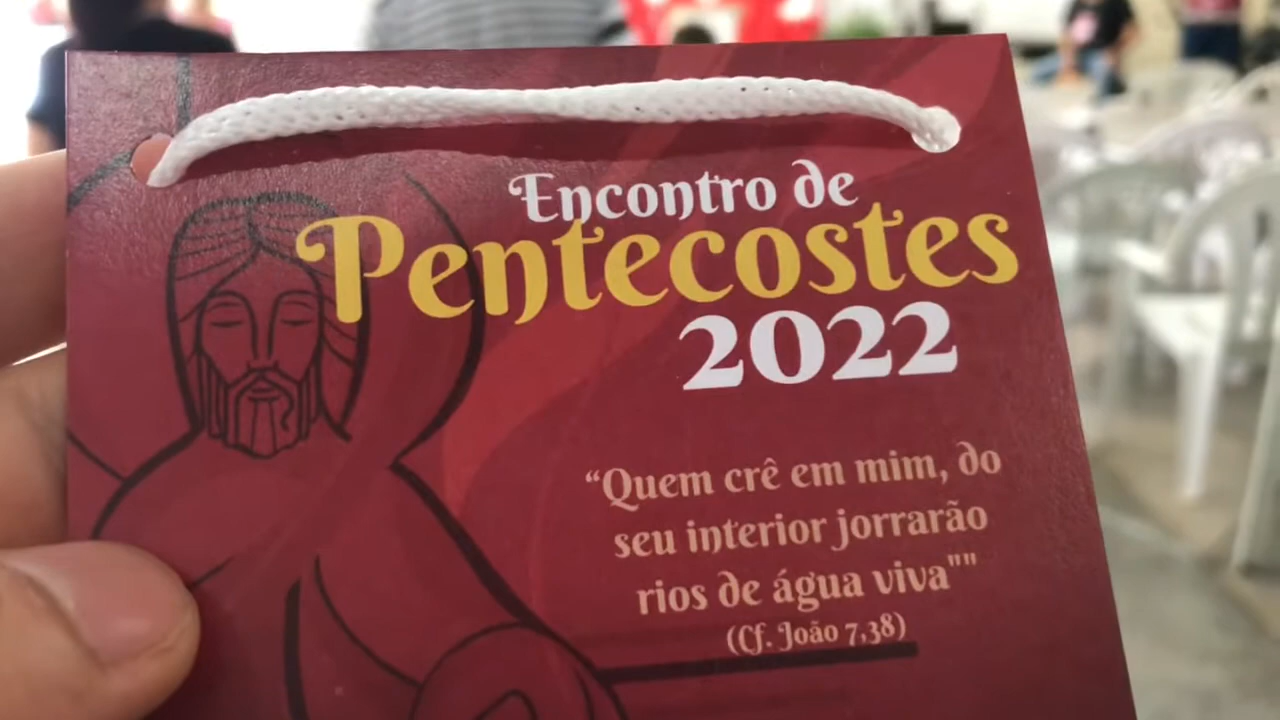 Encontro de
Pentecostes
2022
“Quem crê em mim, do
seu interior jorrarão
rios de água viva""
(Cf. João 7,38)